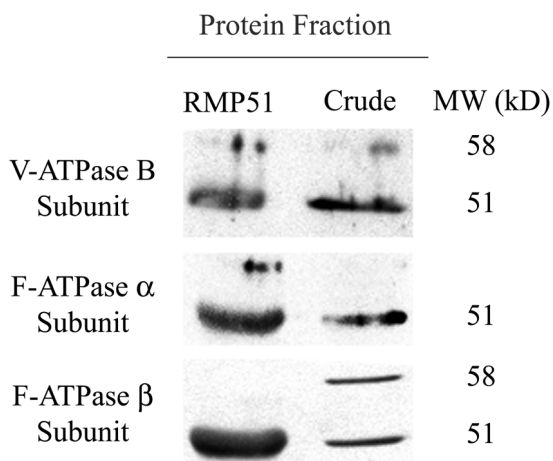 Protein Fraction
RMP51 Crude MW (kD)
V-ATPase B
Subunit
58
51
F-ATPase α
Subunit
51
F-ATPase β
Subunit
58
51